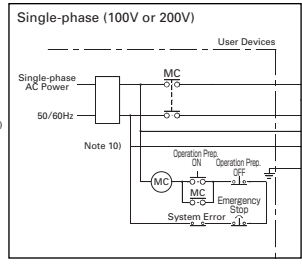 Single-phase (100V or 200V)
User Devices
Single-phase
AC Power
MC
50/60Hz
Note 10)
Operation Prep.
ON
Operation Prep.
OFF
MC
MC
Emergency
Stop
System Error
)